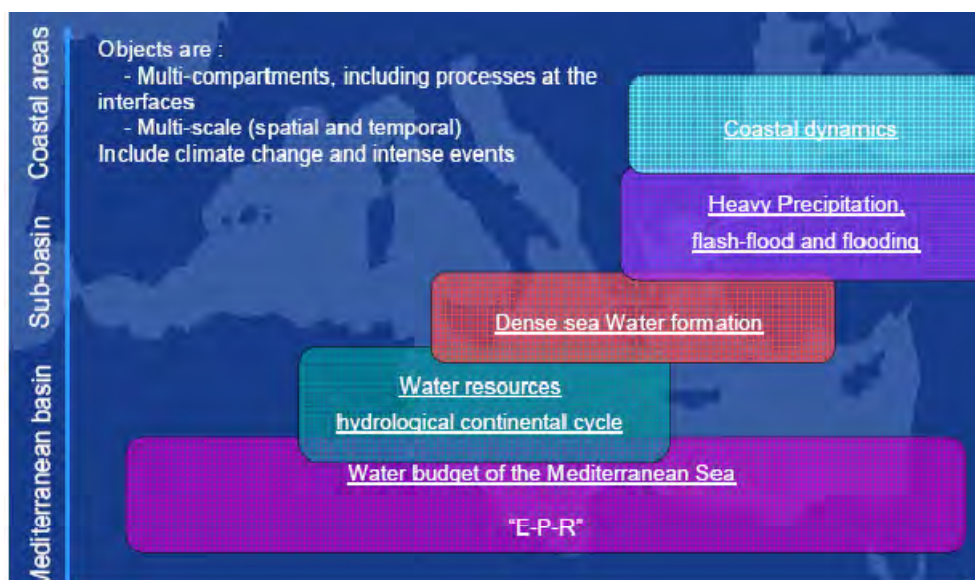 Objects are :
- Multi-compartments, including processes at the
interfaces
- Multi-scale (spatial and temporal)
Include climate change and intense events
Coastal areas
Sub-basin
Mediterranean basin
Coastal dynamics
Heavy Precipitation,
flash-flood and flooding
Dense sea Water formation
Water resources
hydrological continental cycle
Water budget of the Mediterranean Sea
“E-P-R”